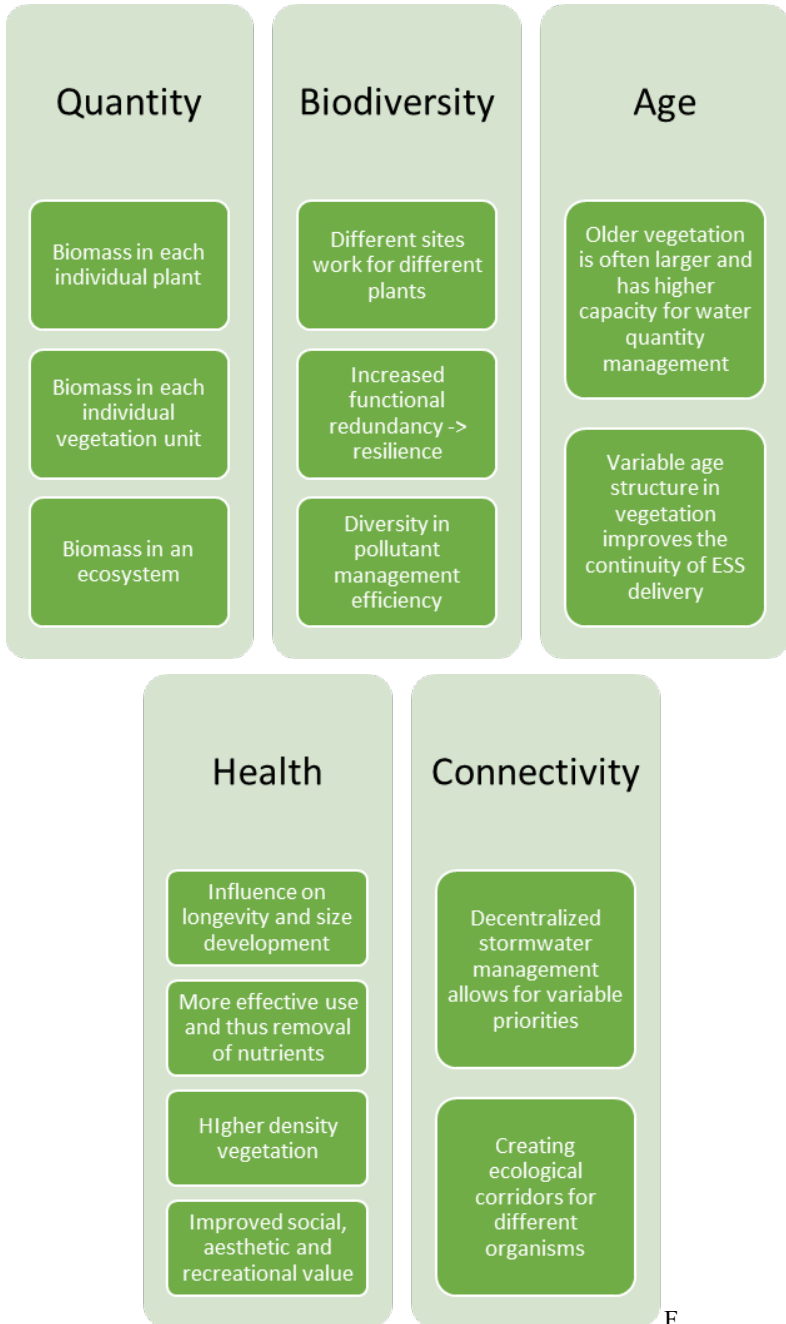 Quantity
Biomass in each
individual plant
Biomass in each
individual
vegetation unit
Biomass in an
ecosystem
Biodiversity
Different sites
work for different
plants
Increased
functional
redundancy ->
resilience
Diversity in
pollutant
management
efficiency
Age
Older vegetation
is often larger and
has higher
capacity for water
quantity
management
Variable age
structure in
vegetation
improves the
continuity of ESS
delivery
Health
Influence on
longevity and size
development
More effective use
and thus removal
of nutrients
HIgher density
vegetation
Improved social,
aesthetic and
recreational value
Connectivity
Decentralized
stormwater
management
allows for variable
priorities
Creating
ecological
corridors for
different
organisms